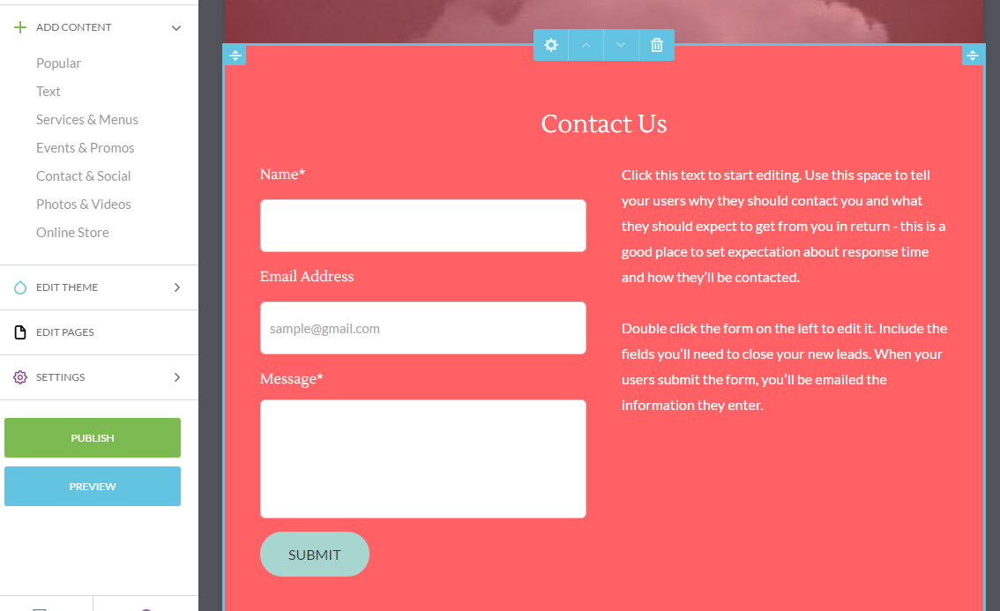 ADD CONTENT
Popular
Text
Services & Menus
Events & Promos
Contact & Social
Photos & Videos
Online Store
EDIT THEME
EDIT PAGES
SETTINGS
PUBLISH
PREVIEW
Contact Us
Name*
Email Address
sample@gmail.com
Message*
SUBMIT
Click this text to start editing. Use this space to tell
your users why they should contact you and what
they should expect to get from you in return - this is a
good place to set expectation about response time
and how they’ll be contacted.
Double click the form on the left to edit it. Include the
fields you’ll need to close your new leads. When your
users submit the form, you’ll be emailed the
information they enter.